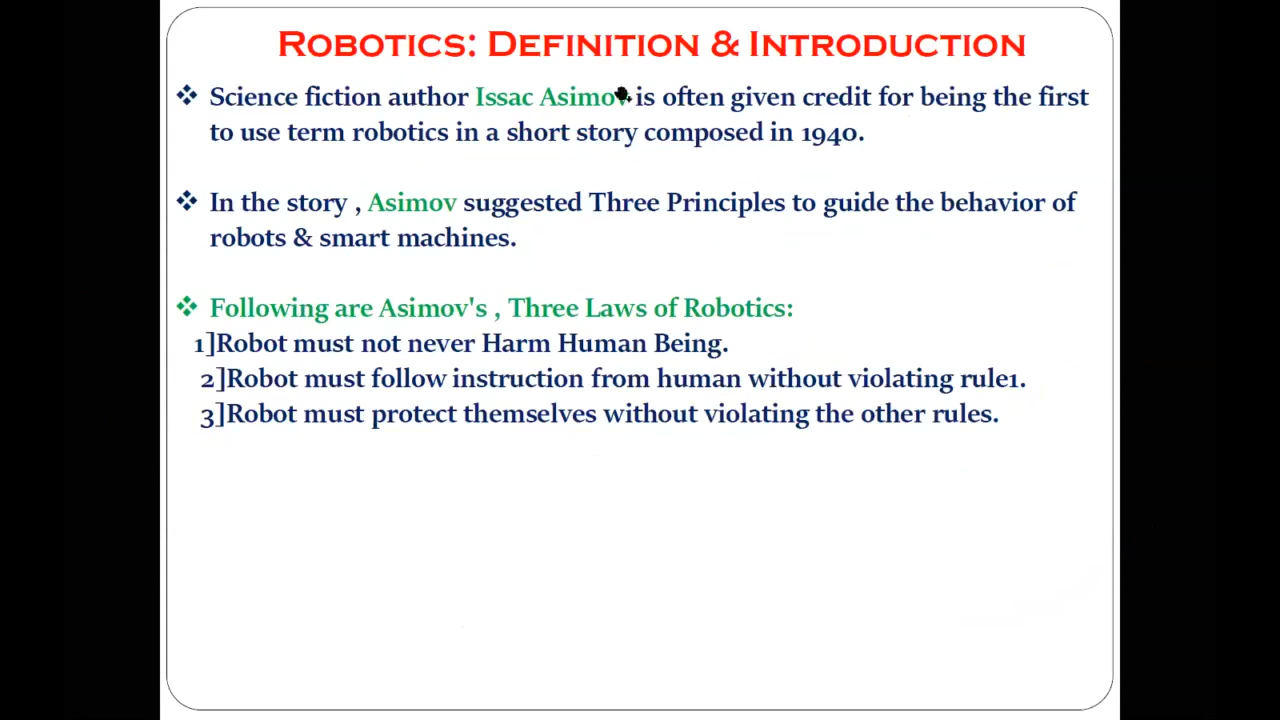 ROBOTICS: DEFINITION & INTRODUCTION
Science fiction author Issac Asimov is often given credit for being the first
to use term robotics in a short story composed in 1940.
In the story , Asimov suggested Three Principles to guide the behavior of
robots & smart machines.
Following are Asimov's , Three Laws of Robotics:
1]Robot must not never Harm Human Being.
2]Robot must follow instruction from human without violating rule1.
3]Robot must protect themselves without violating the other rules.